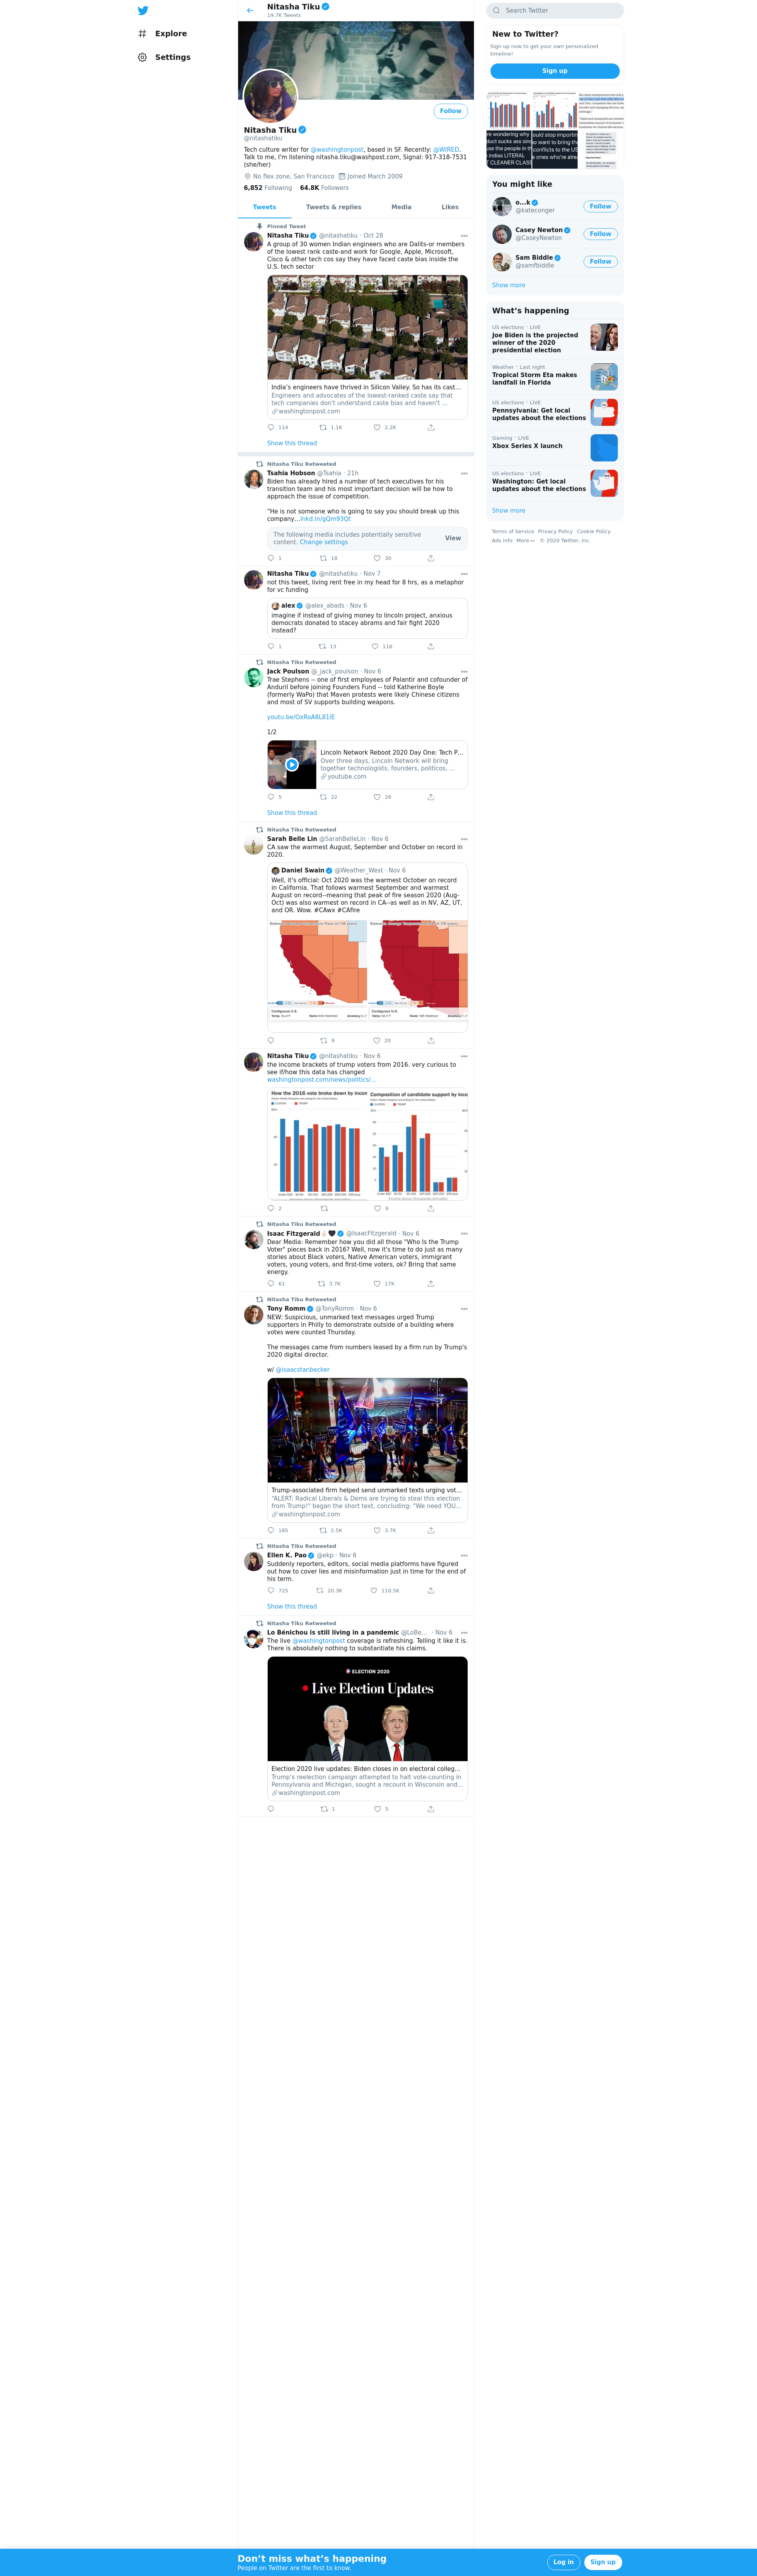 Explore
Settings
Nitasha Tiku
19.7K Tweets
Follow
Nitasha Tiku
@nitashatiku
Tech culture writer for @washingtonpost, based in SF. Recently: @WIRED.
Talk to me, I'm listening nitasha.tiku@washpost.com, Signal: 917-318-7531
(she/her)
No flex zone, San Francisco Joined March 2009
6,852 Following 64.8K Followers
Tweets Tweets & replies Media Likes
Pinned Tweet
Nitasha Tiku @nitashatiku · Oct 28
A group of 30 women Indian engineers who are Dalits-or members
of the lowest rank caste-and work for Google, Apple, Microsoft,
Cisco & other tech cos say they have faced caste bias inside the
U.S. tech sector
India's engineers have thrived in Silicon Valley. So has its cast...
Engineers and advocates of the lowest-ranked caste say that
tech companies don't understand caste bias and haven't ...
washingtonpost.com
114 1.1K 2.2K
Show this thread
Nitasha Tiku Retweeted
Tsahia Hobson @Tsahia · 21h
Biden has already hired a number of tech executives for his
transition team and his most important decision will be how to
approach the issue of competition.
"He is not someone who is going to say you should break up this
company...lnkd.in/gQm93Qt
The following media includes potentially sensitive
content. Change settings
View
1 18 30
Nitasha Tiku @nitashatiku · Nov 7
not this tweet, living rent free in my head for 8 hrs, as a metaphor
for vc funding
alex @alex_abads · Nov 6
imagine if instead of giving money to lincoln project, anxious
democrats donated to stacey abrams and fair fight 2020
instead?
1 13 116
Nitasha Tiku Retweeted
Jack Poulson @_jack_poulson · Nov 6
Trae Stephens -- one of first employees of Palantir and cofounder of
Anduril before joining Founders Fund -- told Katherine Boyle
(formerly WaPo) that Maven protests were likely Chinese citizens
and most of SV supports building weapons.
youtu.be/OxRoA8L81iE
1/2
Lincoln Network Reboot 2020 Day One: Tech P...
Over three days, Lincoln Network will bring
together technologists, founders, politicos, ...
youtube.com
5 22 26
Show this thread
Nitasha Tiku Retweeted
Sarah Belle Lin @SarahBelleLin · Nov 6
CA saw the warmest August, September and October on record in
2020.
Daniel Swain @Weather_West · Nov 6
Well, it's official: Oct 2020 was the warmest October on record
in California. That follows warmest September and warmest
August on record--meaning that peak of fire season 2020 (Aug-
Oct) was also warmest on record in CA--as well as in NV, AZ, UT,
and OR. Wow. #CAwx #CAfire
Contiguous U.S.
Contiguous U.S.
9 20
Nitasha Tiku @nitashatiku · Nov 6
the income brackets of trump voters from 2016. very curious to
see if/how this data has changed
washingtonpost.com/news/politics/...
How the 2016 vote broke down by incon
Composition of candidate support by inco
2 9
Nitasha Tiku Retweeted
Isaac Fitzgerald @IsaacFitzgerald · Nov 6
Dear Media: Remember how you did all those "Who Is the Trump
Voter" pieces back in 2016? Well, now it's time to do just as many
stories about Black voters, Native American voters, immigrant
voters, young voters, and first-time voters, ok? Bring that same
energy.
61 3.7K 17K
Nitasha Tiku Retweeted
Tony Romm @TonyRomm · Nov 6
NEW: Suspicious, unmarked text messages urged Trump
supporters in Philly to demonstrate outside of a building where
votes were counted Thursday.
The messages came from numbers leased by a firm run by Trump's
2020 digital director.
w/ @isaacstanbecker
Trump-associated firm helped send unmarked texts urging vot...
"ALERT: Radical Liberals & Dems are trying to steal this election
from Trump!" began the short text, concluding: "We need YOU...
washingtonpost.com
185 2.5K 3.7K
Nitasha Tiku Retweeted
Ellen K. Pao @ekp · Nov 6
Suddenly reporters, editors, social media platforms have figured
out how to cover lies and misinformation just in time for the end of
his term.
725 20.3K 110.5K
Show this thread
Nitasha Tiku Retweeted
Lo Bénichou is still living in a pandemic @LoBe... · Nov 6
The live @washingtonpost coverage is refreshing. Telling it like it is.
There is absolutely nothing to substantiate his claims.
ELECTION 2020
Live Election Updates
Election 2020 live updates: Biden closes in on electoral colleg...
Trump's reelection campaign attempted to halt vote-counting in
Pennsylvania and Michigan, sought a recount in Wisconsin and...
washingtonpost.com
1 5
Search Twitter
New to Twitter?
Sign up now to get your own personalized
timeline!
Sign up
You might like
o...k
@kateconger
Follow
Casey Newton
@CaseyNewton
Follow
Sam Biddle
@samfbiddle
Follow
Show more
What's happening
US elections · LIVE
Joe Biden is the projected
winner of the 2020
presidential election
Weather · Last night
Tropical Storm Eta makes
landfall in Florida
US elections · LIVE
Pennsylvania: Get local
updates about the elections
Gaming · LIVE
Xbox Series X launch
US elections · LIVE
Washington: Get local
updates about the elections
Show more
Terms of Service Privacy Policy Cookie Policy
Ads info More © 2020 Twitter, Inc.
Don't miss what's happening
People on Twitter are the first to know.
Log in Sign up